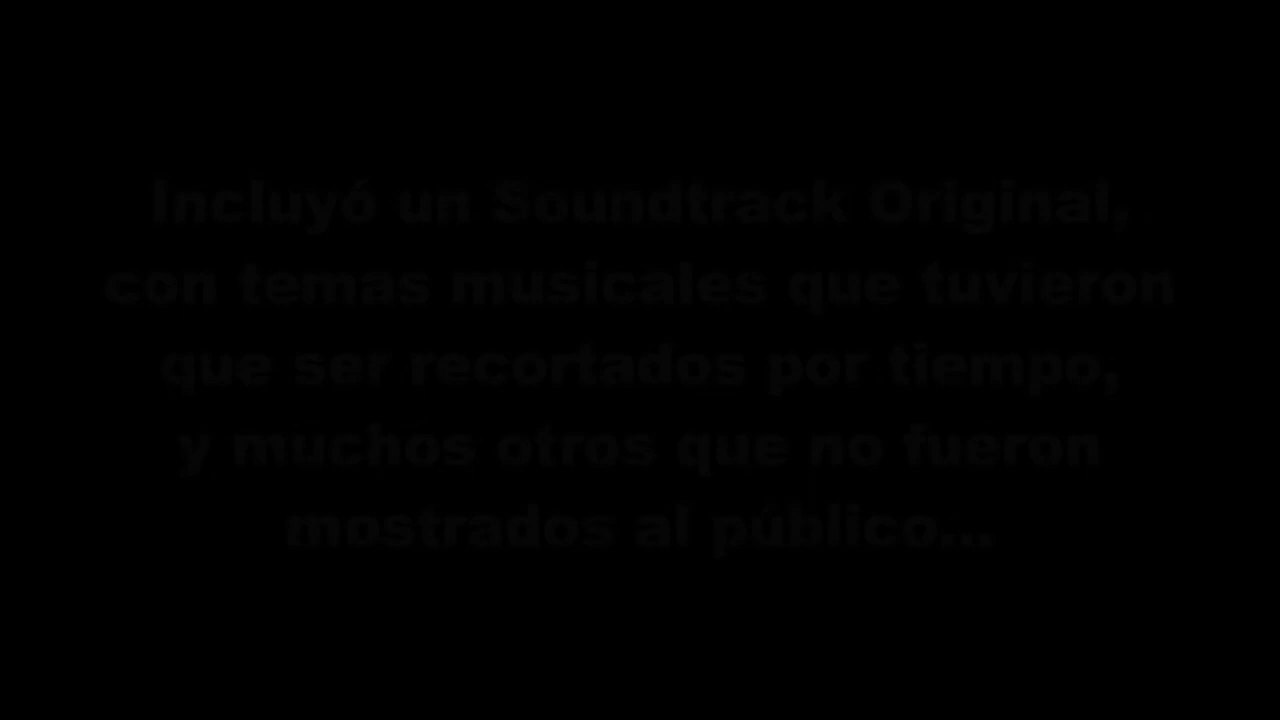 Incluyó un Soundtrack Original,
con temas musicales que tuvieron
que ser recortados por tiempo,
y muchos otros que no fueron
mostrados al público...